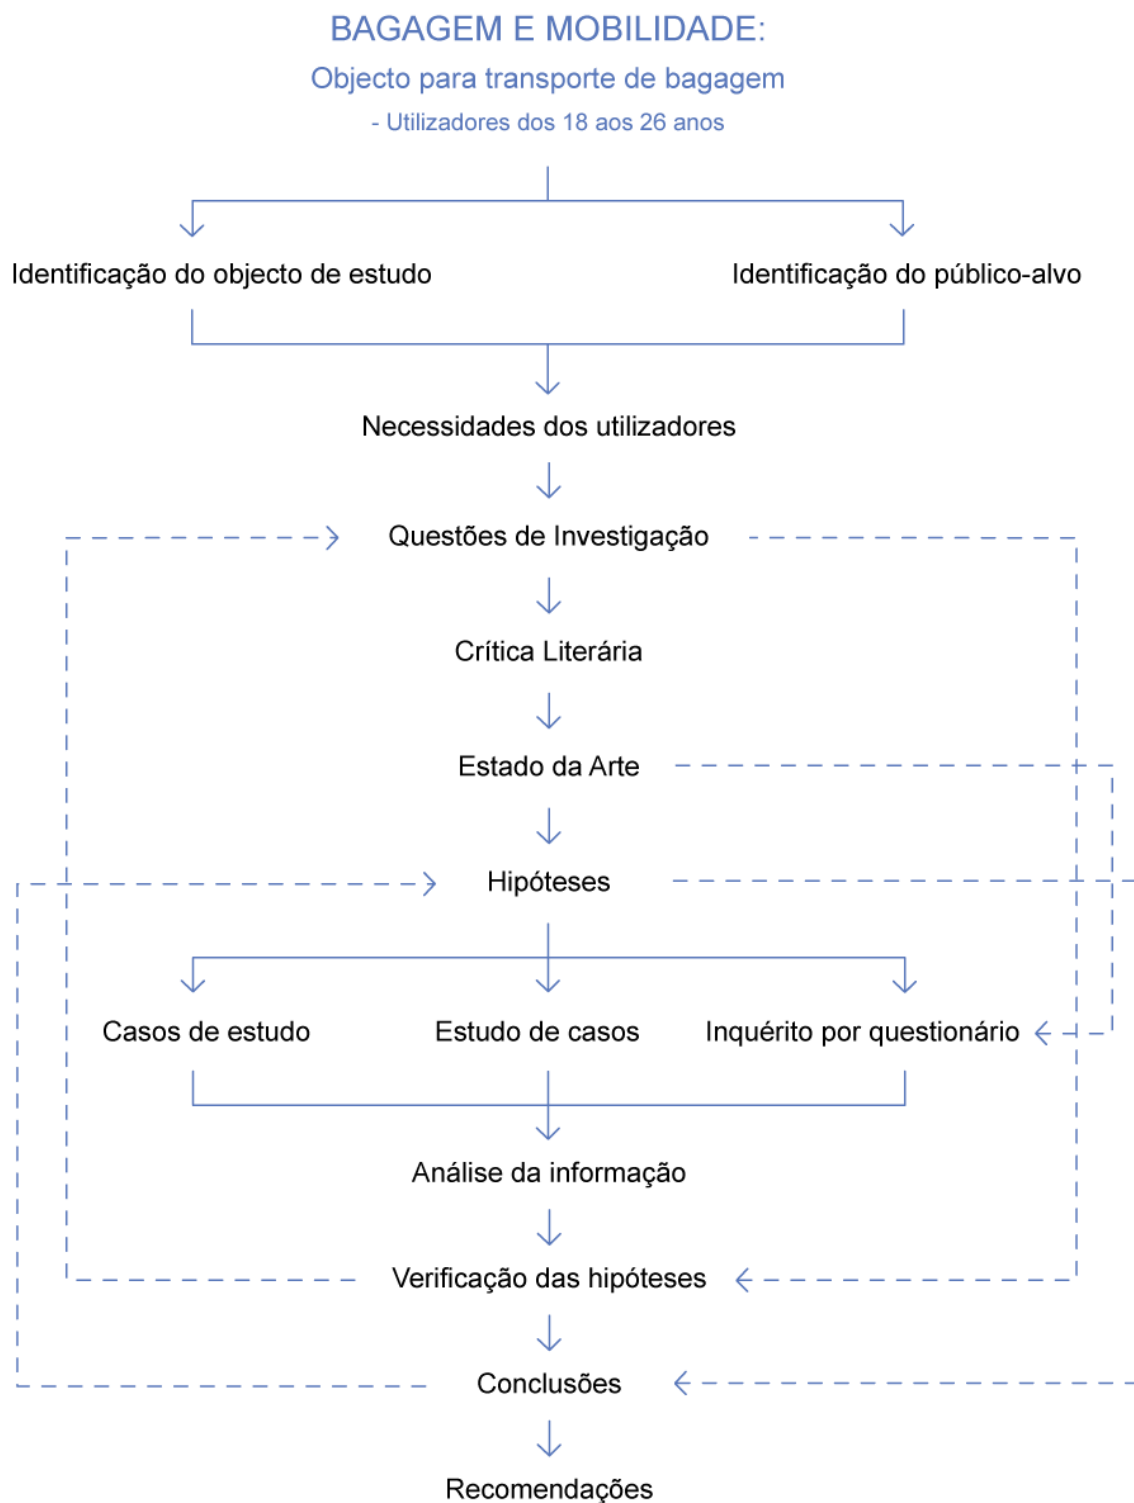 BAGAGEM E MOBILIDADE:
Objecto para transporte de bagagem
- Utilizadores dos 18 aos 26 anos
Identificação do objecto de estudo
Identificação do público-alvo
Necessidades dos utilizadores
Questões de Investigação
Crítica Literária
Estado da Arte
Hipóteses
Casos de estudo
Estudo de casos
Inquérito por questionário
Análise da informação
Verificação das hipóteses
Conclusões
Recomendações